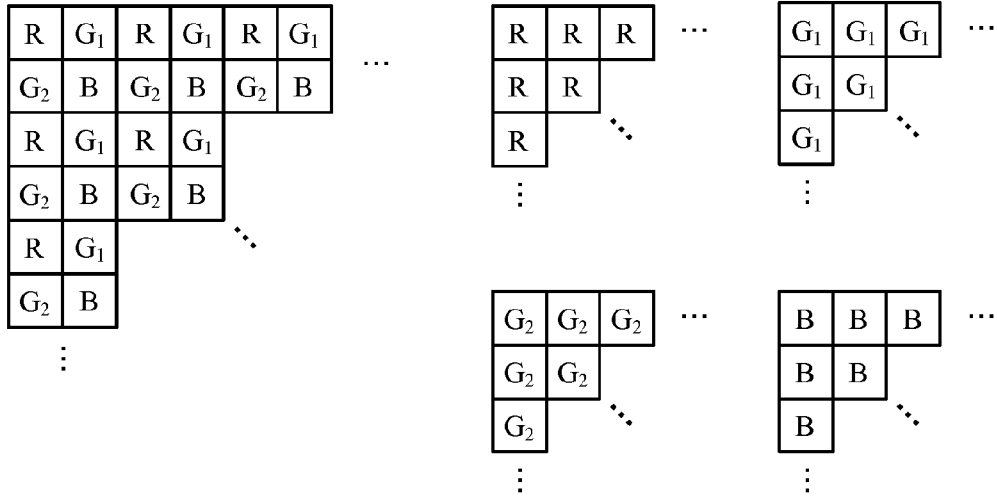 R G₁ R G₁ R G₁ ...
G₂ B G₂ B G₂ B
R G₁ R G₁
G₂ B G₂ B
R G₁
G₂ B
R R R ...
R R
R
G₁ G₁ G₁ ...
G₁ G₁
G₁
G₂ G₂ G₂ ...
G₂ G₂
G₂
B B B ...
B B
B